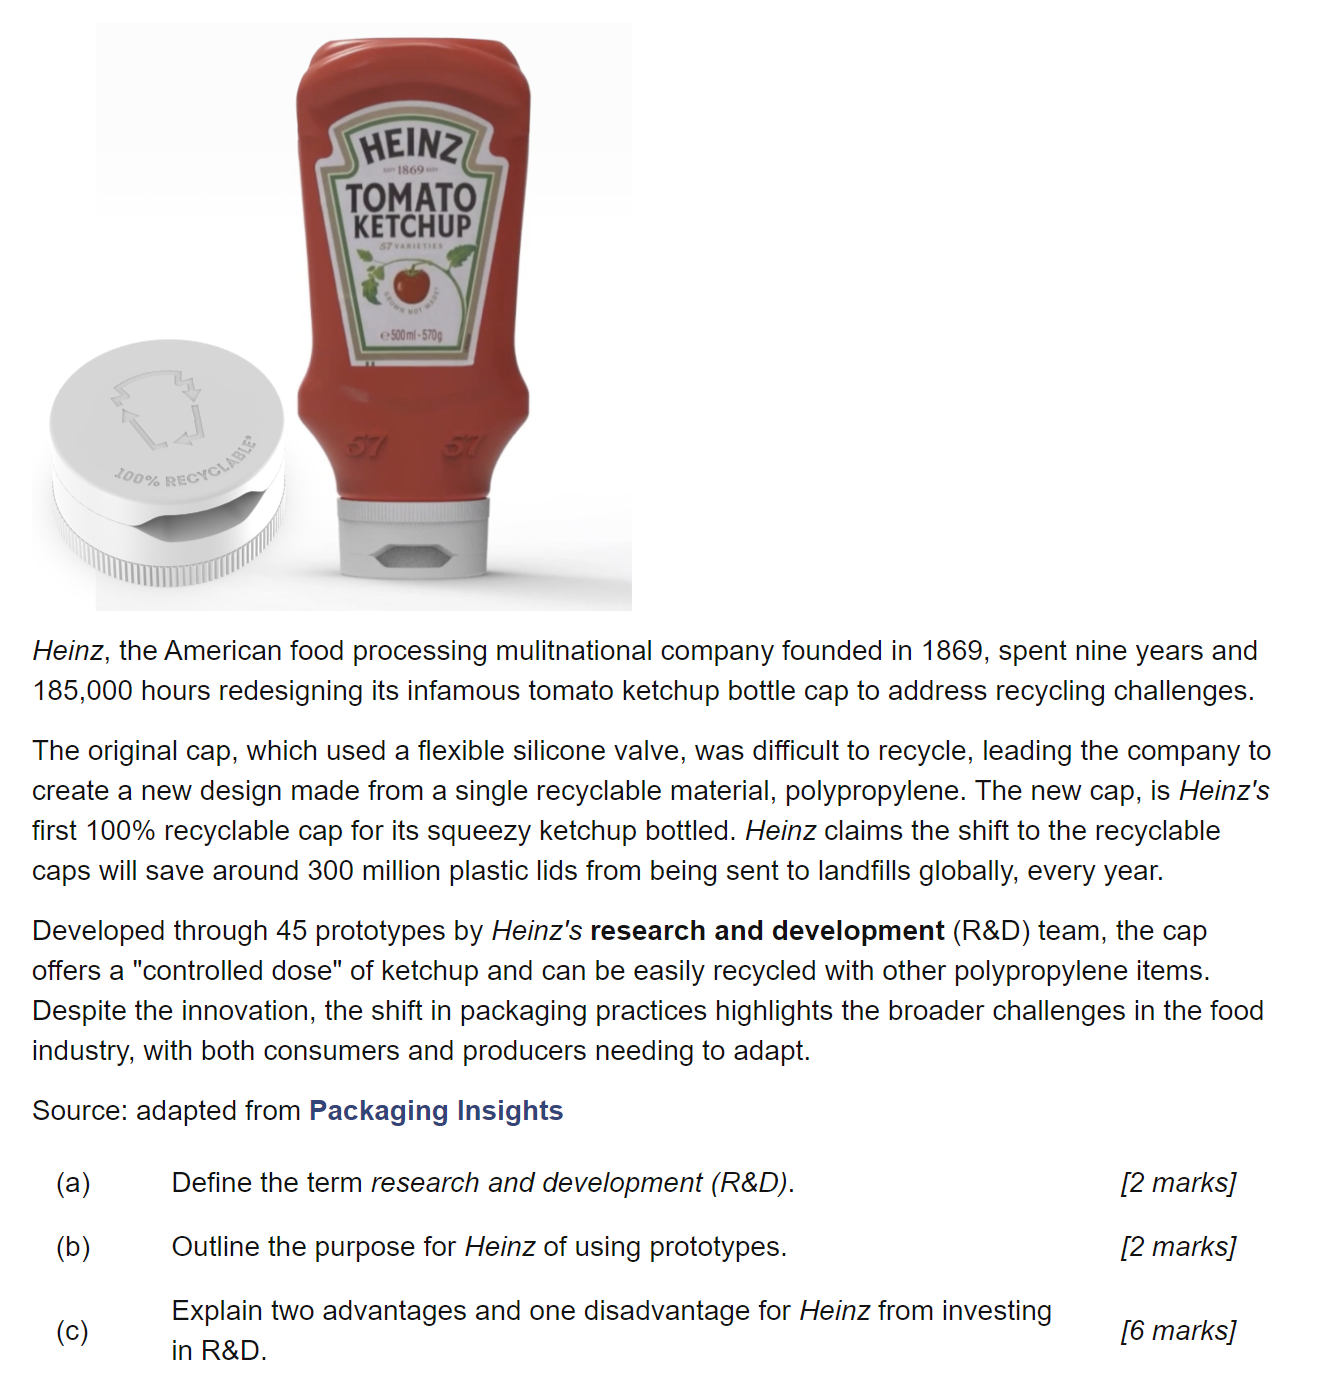 HEINZ
1869
TOMATO
KETCHUP
57 VARIETIES
GROWN NOT MADE
e 500ml-570g
57 57
100% RECYCLABLE*
Heinz, the American food processing mulitnational company founded in 1869, spent nine years and
185,000 hours redesigning its infamous tomato ketchup bottle cap to address recycling challenges.
The original cap, which used a flexible silicone valve, was difficult to recycle, leading the company to
create a new design made from a single recyclable material, polypropylene. The new cap, is Heinz's
first 100% recyclable cap for its squeezy ketchup bottled. Heinz claims the shift to the recyclable
caps will save around 300 million plastic lids from being sent to landfills globally, every year.
Developed through 45 prototypes by Heinz's research and development (R&D) team, the cap
offers a "controlled dose" of ketchup and can be easily recycled with other polypropylene items.
Despite the innovation, the shift in packaging practices highlights the broader challenges in the food
industry, with both consumers and producers needing to adapt.
Source: adapted from Packaging Insights
(a) Define the term research and development (R&D). [2 marks]
(b) Outline the purpose for Heinz of using prototypes. [2 marks]
(c) Explain two advantages and one disadvantage for Heinz from investing
in R&D. [6 marks]